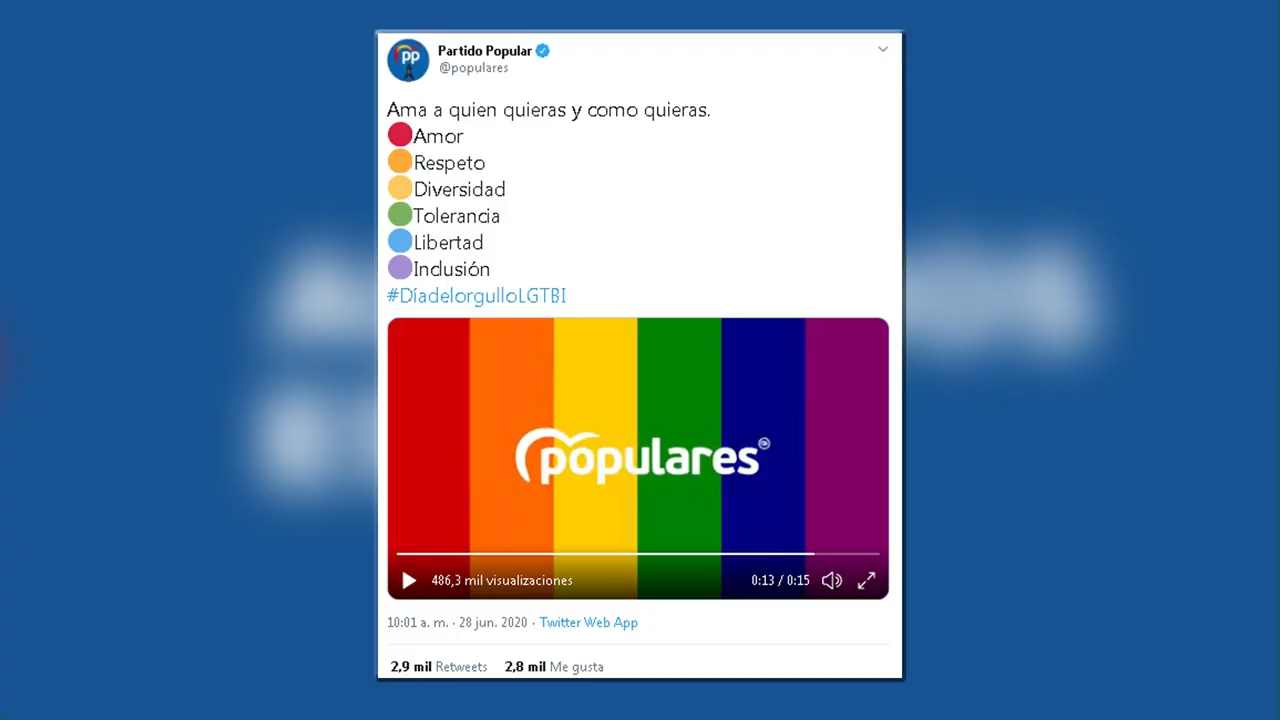 PP
Partido Popular
@populares
Ama a quien quieras y como quieras.
Amor
Respeto
Diversidad
Tolerancia
Libertad
Inclusión
#DíadelorgulloLGTBI
populares
486,3 mil visualizaciones
0:13 / 0:15
10:01 a. m. · 28 jun. 2020 · Twitter Web App
2,9 mil Retweets 2,8 mil Me gusta